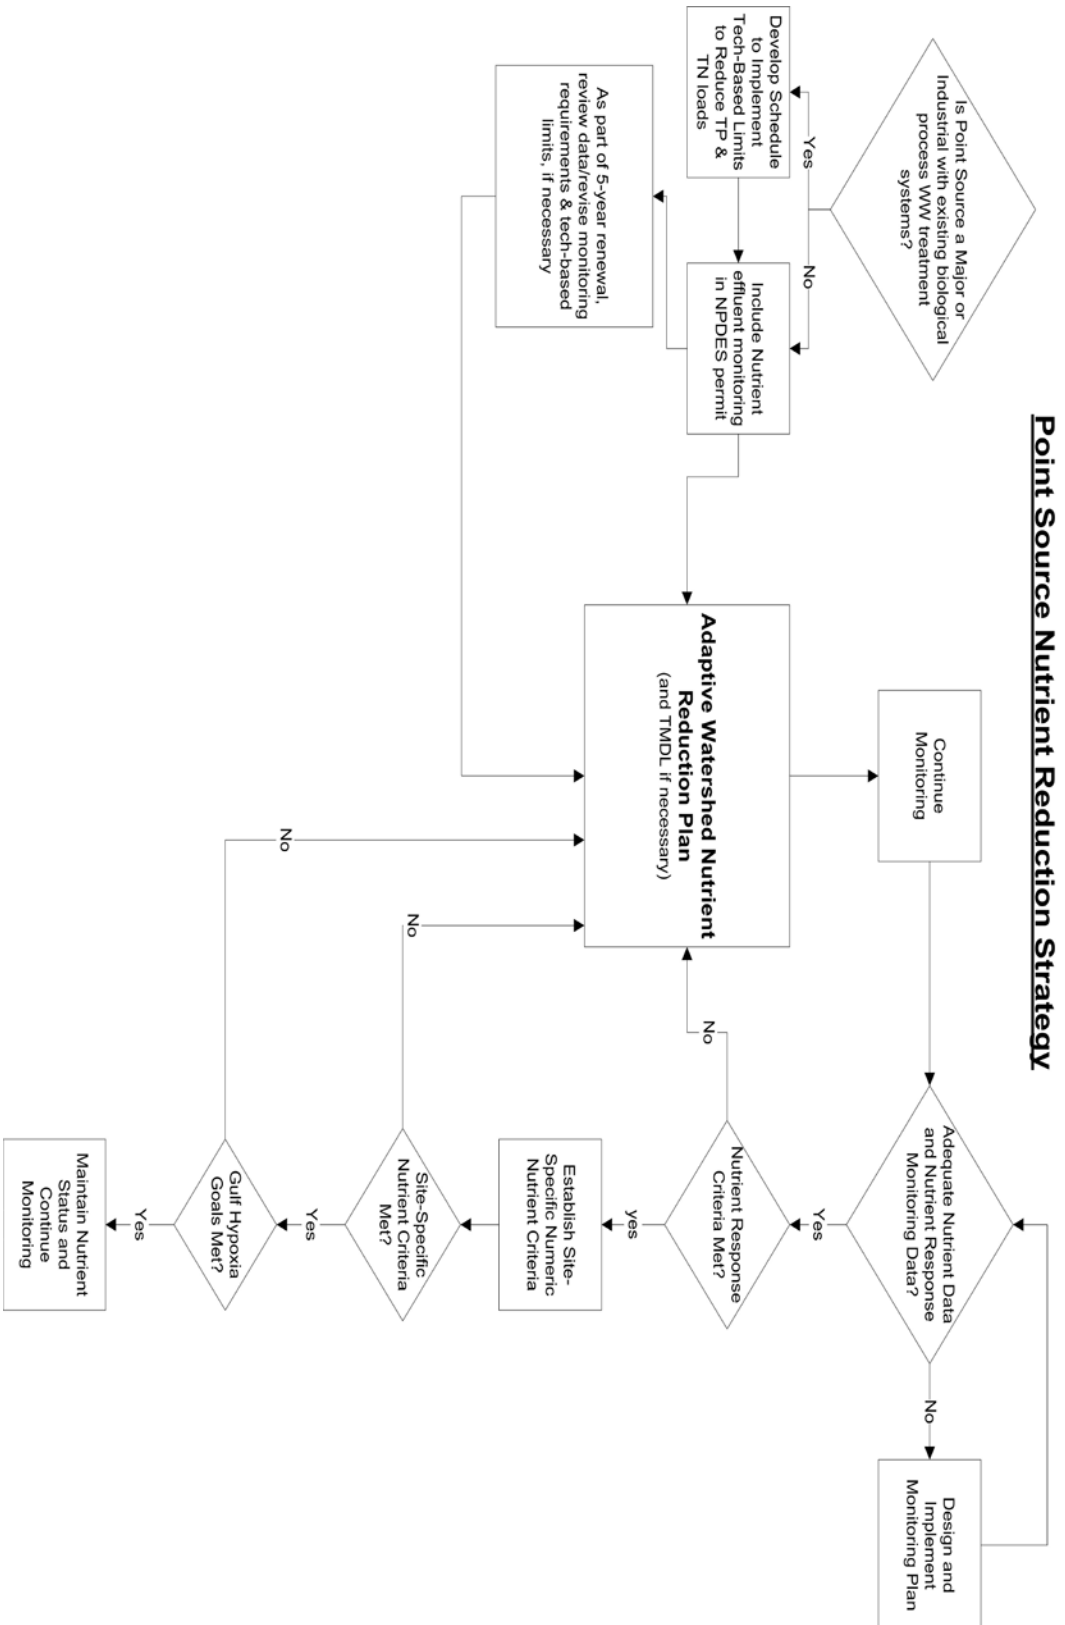 Point Source Nutrient Reduction Strategy
Is Point Source a Major or
Industrial with existing biological
process WW treatment
systems?
Yes
No
Develop Schedule
to Implement
Tech-Based Limits
to Reduce TP &
TN loads
Include Nutrient
effluent monitoring
in NPDES permit
As part of 5-year renewal,
review data/revise monitoring
requirements & tech-based
limits, if necessary
Adaptive Watershed Nutrient
Reduction Plan
(and TMDL if necessary)
Continue
Monitoring
Adequate Nutrient Data
and Nutrient Response
Monitoring Data?
No
Design and
Implement
Monitoring Plan
Yes
Nutrient Response
Criteria Met?
No
yes
Establish Site-
Specific Numeric
Nutrient Criteria
Site-Specific
Nutrient Criteria
Met?
No
Yes
Gulf Hypoxia
Goals Met?
No
Yes
Maintain Nutrient
Status and
Continue
Monitoring